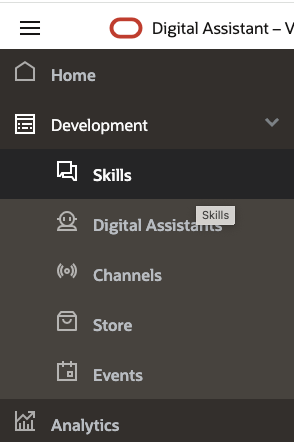 Digital Assistant – V
Home
Development
Skills
Skills
Digital Assistants
Channels
Store
Events
Analytics